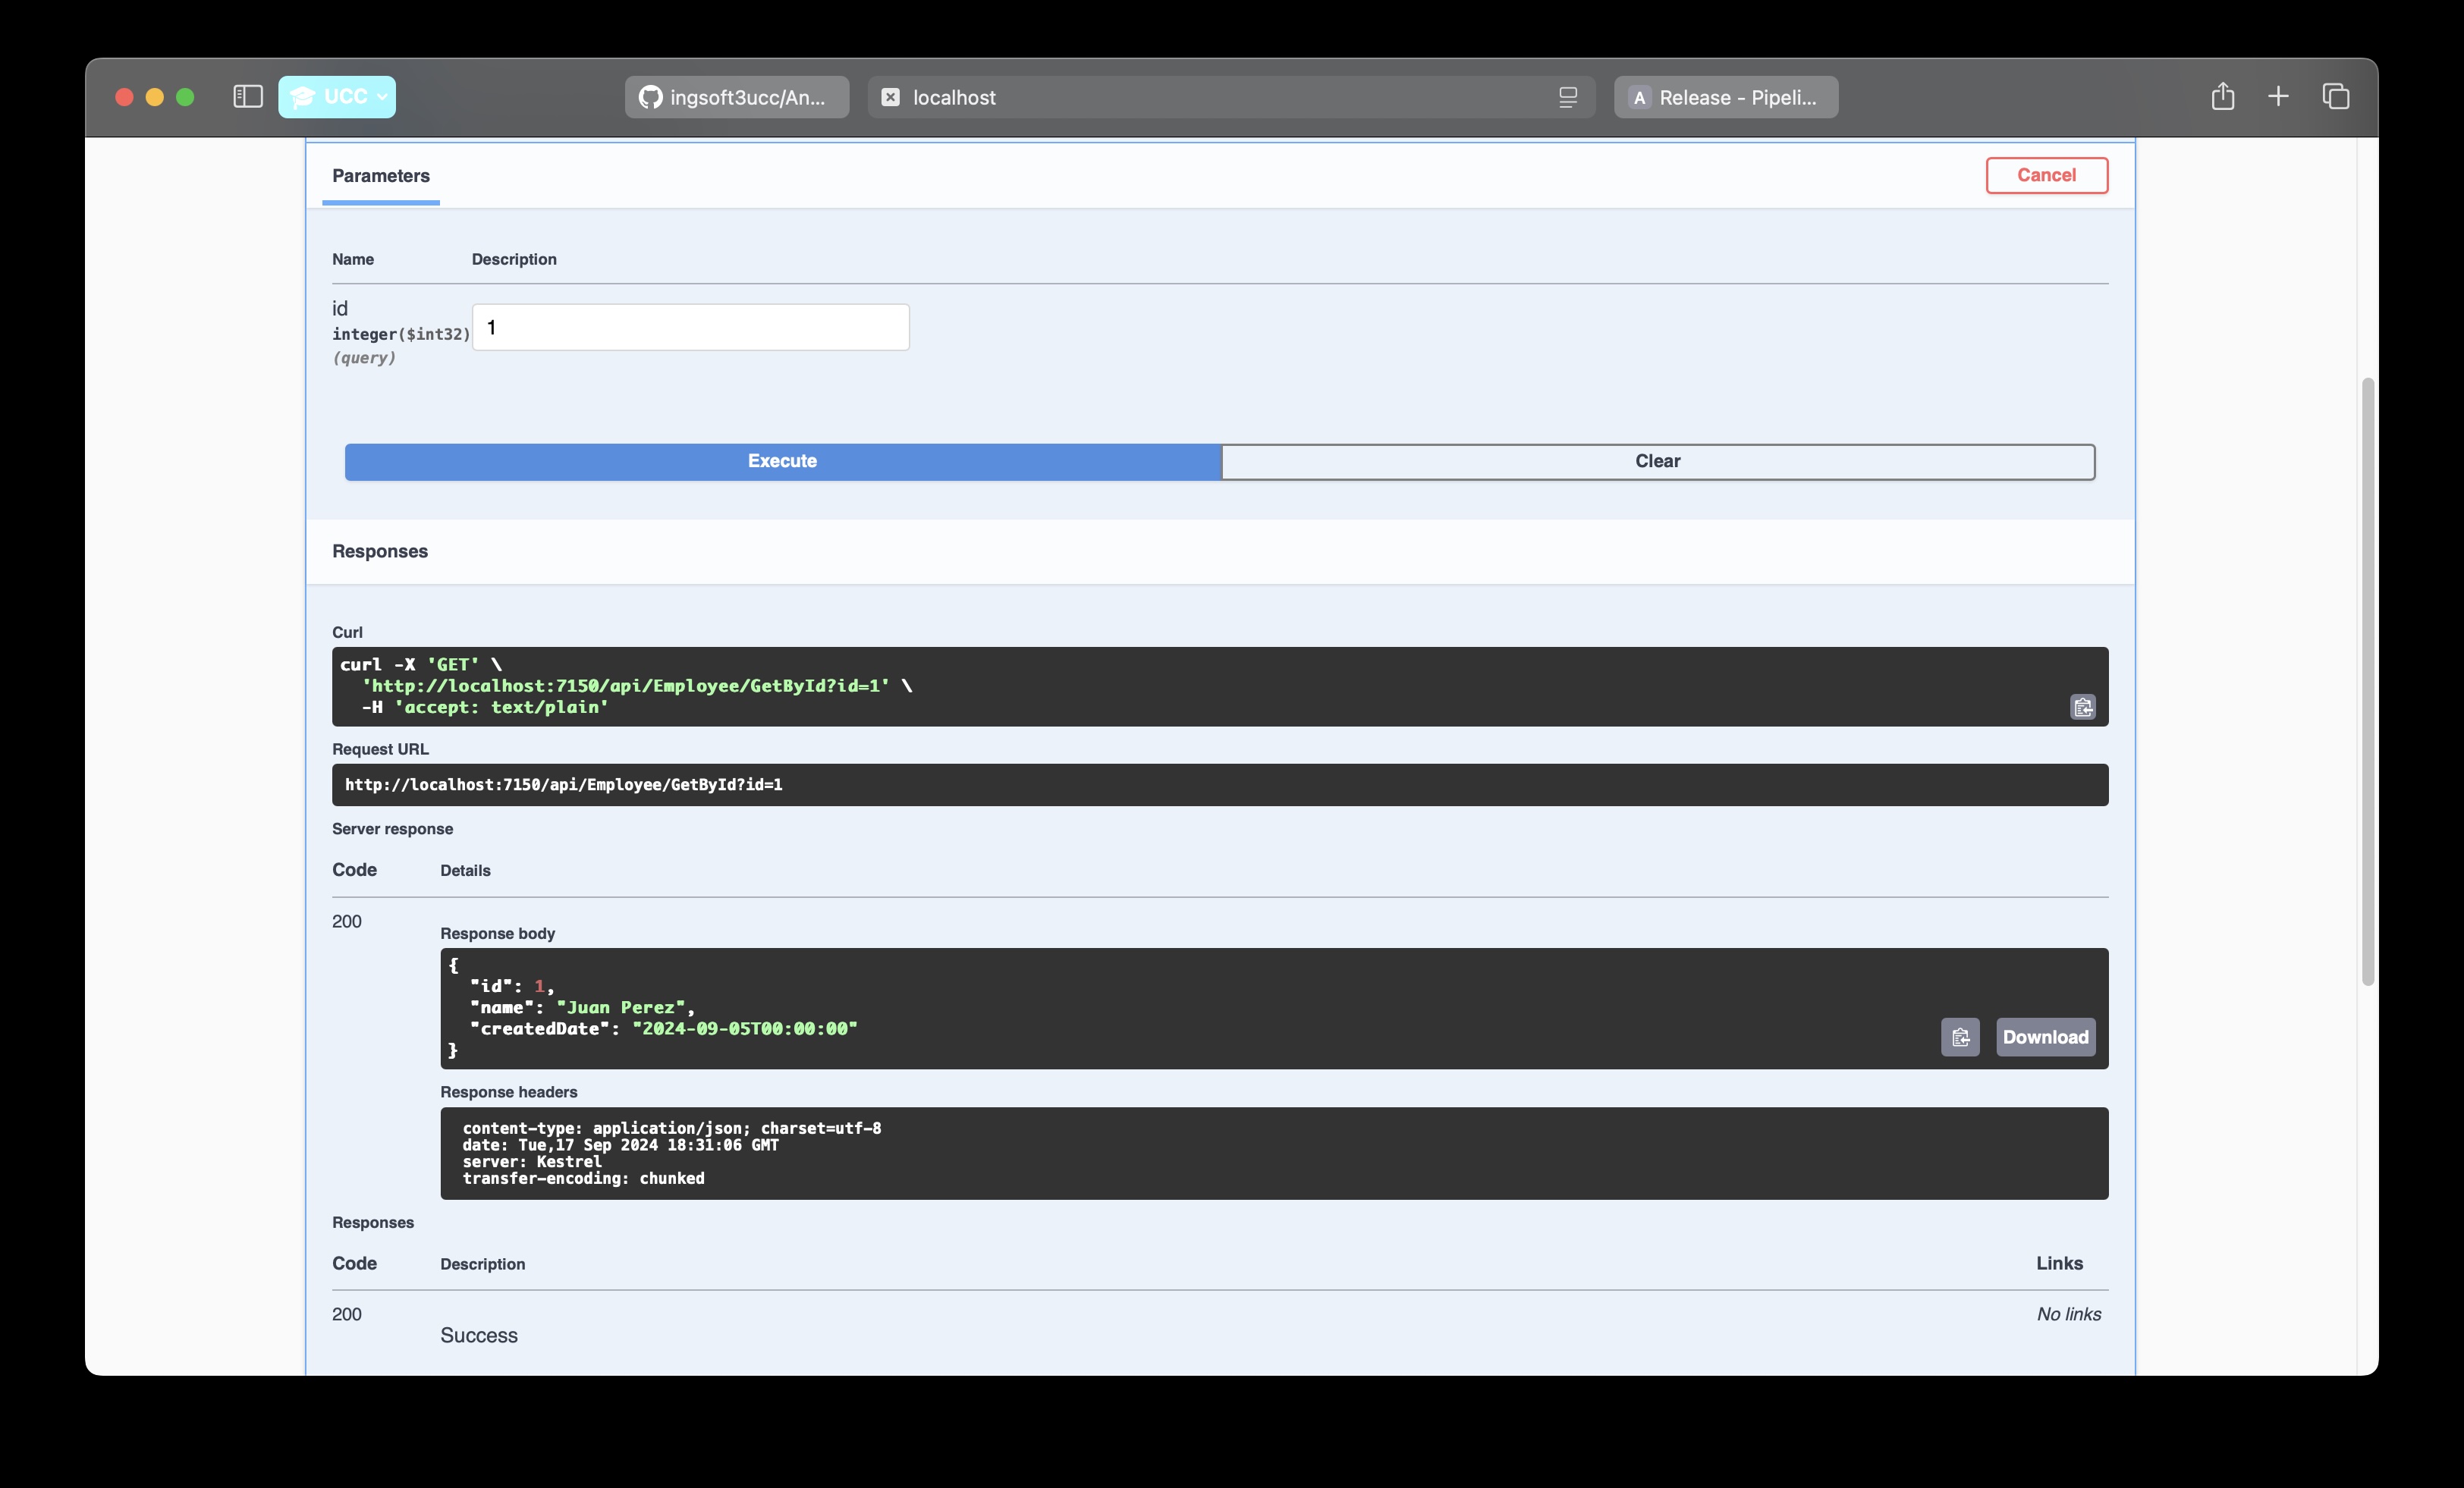 UCC
ingsoft3ucc/An...
localhost
A Release - Pipeli...
Parameters
Cancel
Name Description
id
integer($int32)
(query)
1
Execute
Clear
Responses
Curl
curl -X 'GET' \
'http://localhost:7150/api/Employee/GetById?id=1' \
-H 'accept: text/plain'
Request URL
http://localhost:7150/api/Employee/GetById?id=1
Server response
Code Details
200
Response body
{
"id": 1,
"name": "Juan Perez",
"createdDate": "2024-09-05T00:00:00"
}
Download
Response headers
content-type: application/json; charset=utf-8
date: Tue,17 Sep 2024 18:31:06 GMT
server: Kestrel
transfer-encoding: chunked
Responses
Code Description Links
200 No links
Success